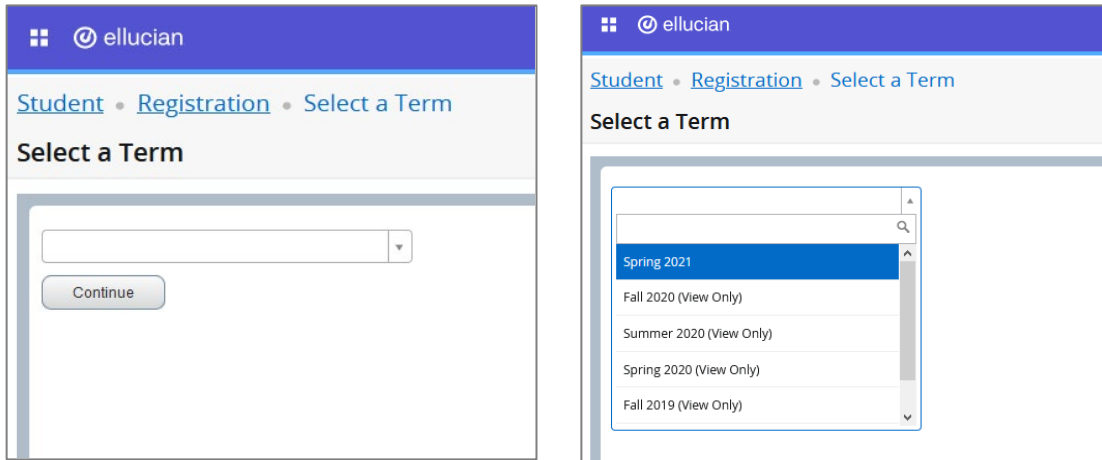 ellucian
Student • Registration • Select a Term
Select a Term
Continue
ellucian
Student • Registration • Select a Term
Select a Term
Spring 2021
Fall 2020 (View Only)
Summer 2020 (View Only)
Spring 2020 (View Only)
Fall 2019 (View Only)